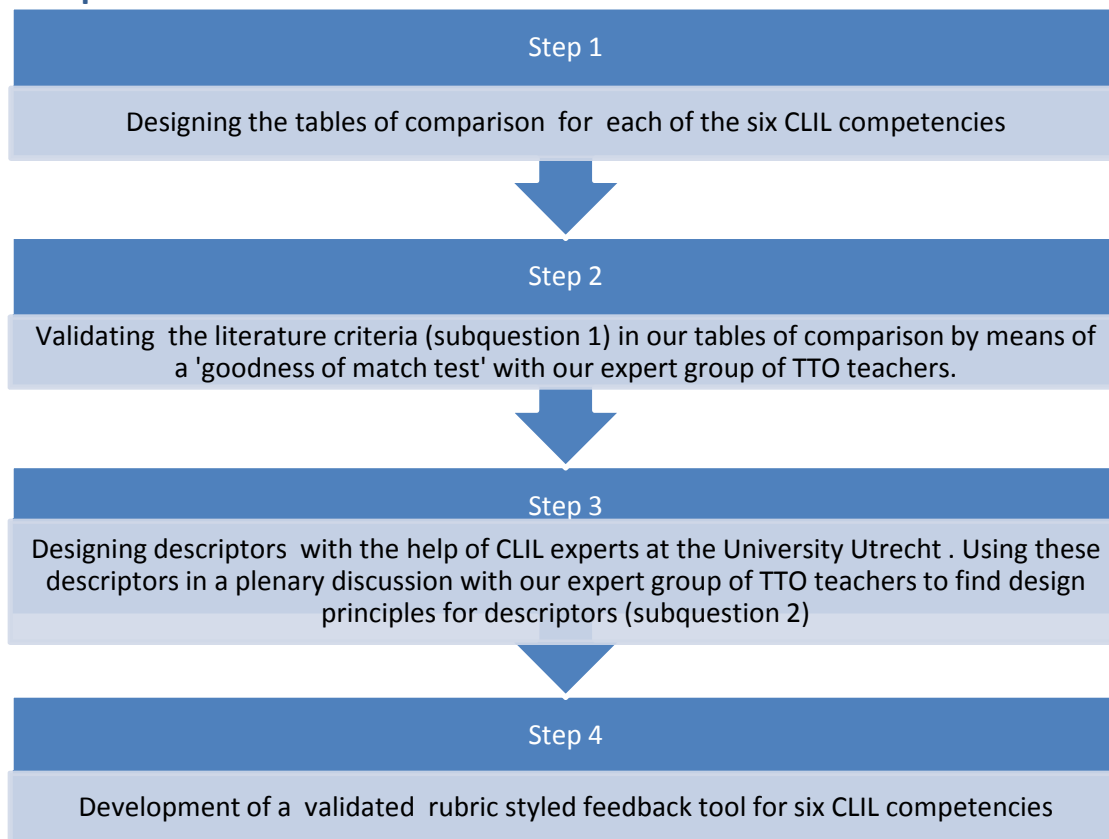 Step 1
Designing the tables of comparison for each of the six CLIL competencies
Step 2
Validating the literature criteria (subquestion 1) in our tables of comparison by means of
a 'goodness of match test' with our expert group of TTO teachers.
Step 3
Designing descriptors with the help of CLIL experts at the University Utrecht . Using these
descriptors in a plenary discussion with our expert group of TTO teachers to find design
principles for descriptors (subquestion 2)
Step 4
Development of a validated rubric styled feedback tool for six CLIL competencies